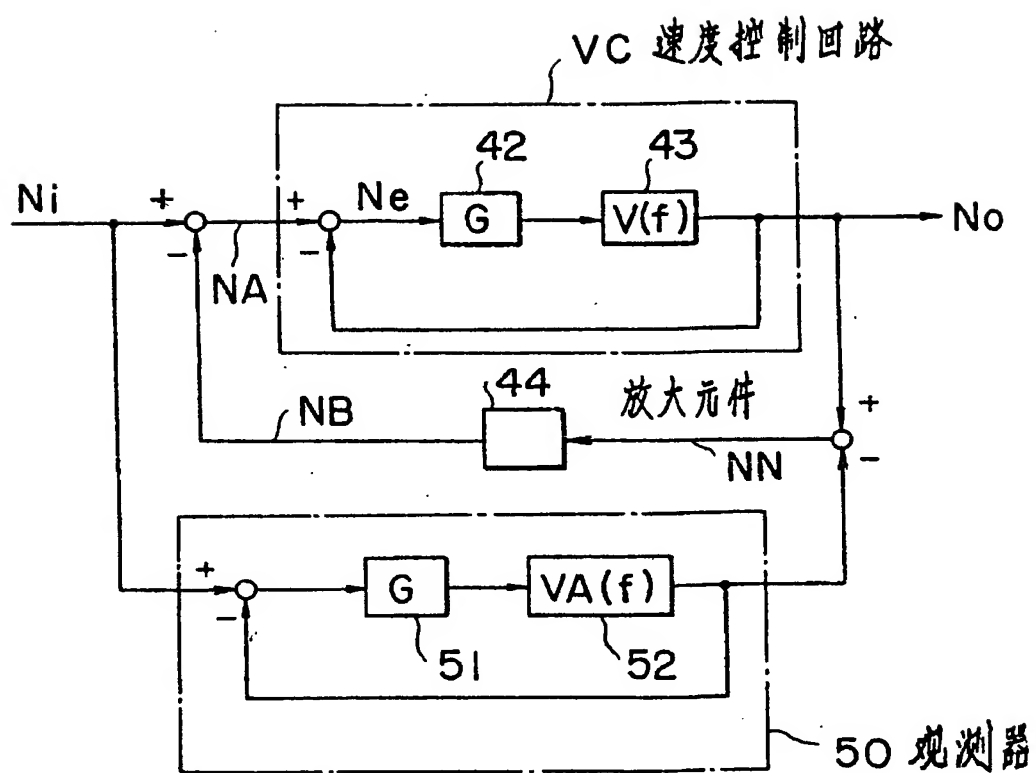 VC 速度控制回路
42
43
Ni
+
-
NA
+
-
Ne
G
V(f)
No
44
放大元件
NB
NN
+
-
+
-
G
VA(f)
51
52
50 观测器